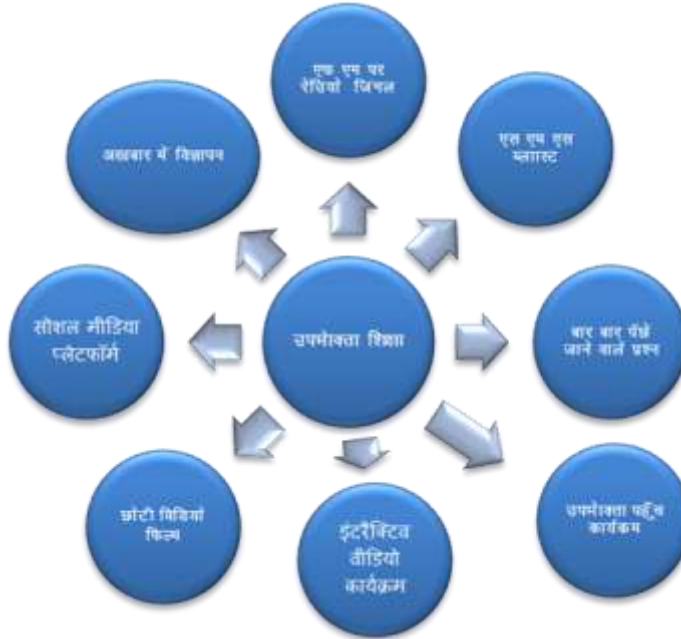 एफ एम पर
रेडियो जिंगल
एस एम एस
ब्लास्ट
बार बार पूँछे
जाने वाले प्रश्न
उपभोक्ता पहुँच
कार्यक्रम
इंटरैक्टिव
वीडियो
कार्यक्रम
छोटी विडियो
फिल्म
सोशल मीडिया
प्लेटफॉर्म
अखबार में विज्ञापन
उपभोक्ता शिक्षा